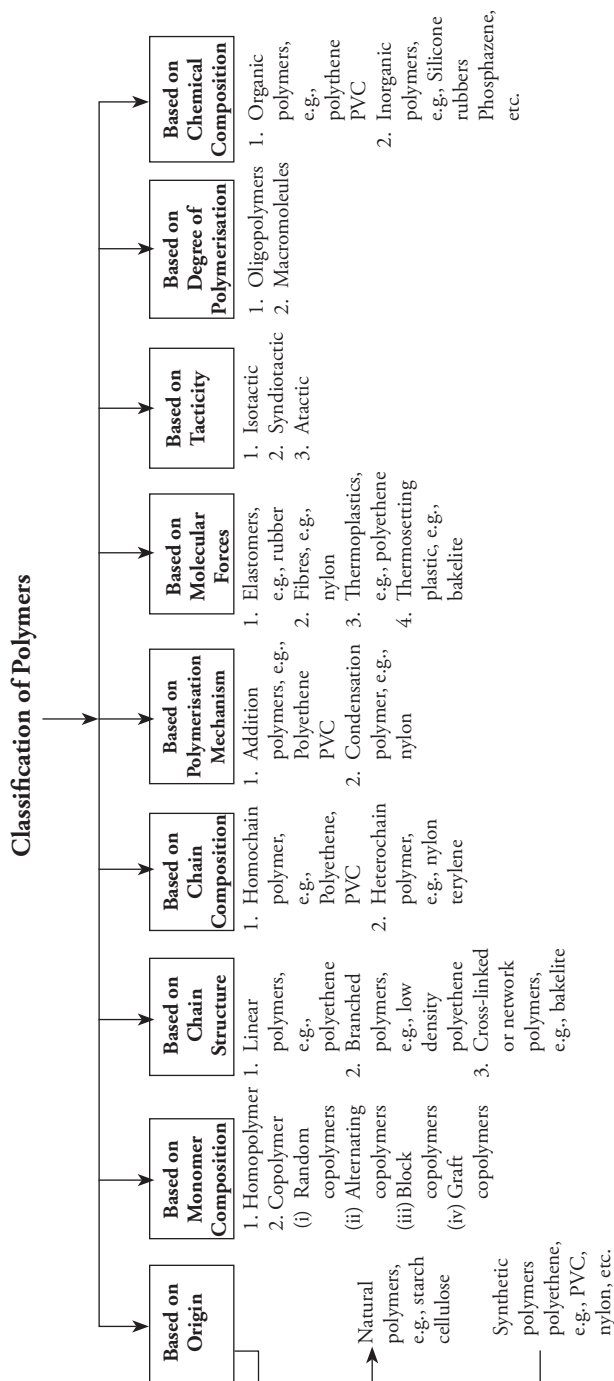 Classification of Polymers
Based on
Origin
Natural
polymers,
e.g., starch
cellulose
Synthetic
polymers
polyethene,
e.g., PVC,
nylon, etc.
Based on
Monomer
Composition
1. Homopolymer
2. Copolymer
(i) Random
copolymers
(ii) Alternating
copolymers
(iii) Block
copolymers
(iv) Graft
copolymers
Based on
Chain
Structure
1. Linear
polymers,
e.g.,
polyethene
2. Branched
polymers,
e.g., low
density
polyethene
3. Cross-linked
or network
polymers,
e.g., bakelite
Based on
Chain
Composition
1. Homochain
polymer,
e.g.,
Polyethene,
PVC
2. Heterochain
polymer,
e.g., nylon
terylene
Based on
Polymerisation
Mechanism
1. Addition
polymers, e.g.,
Polyethene
PVC
2. Condensation
polymer, e.g.,
nylon
Based on
Molecular
Forces
1. Elastomers,
e.g., rubber
2. Fibres, e.g.,
nylon
3. Thermoplastics,
e.g., polyethene
4. Thermosetting
plastic, e.g.,
bakelite
Based on
Tacticity
1. Isotactic
2. Syndiotactic
3. Atactic
Based on
Degree of
Polymerisation
1. Oligopolymers
2. Macromoleules
Based on
Chemical
Composition
1. Organic
polymers,
e.g.,
polythene
PVC
2. Inorganic
polymers,
e.g., Silicone
rubbers
Phosphazene,
etc.